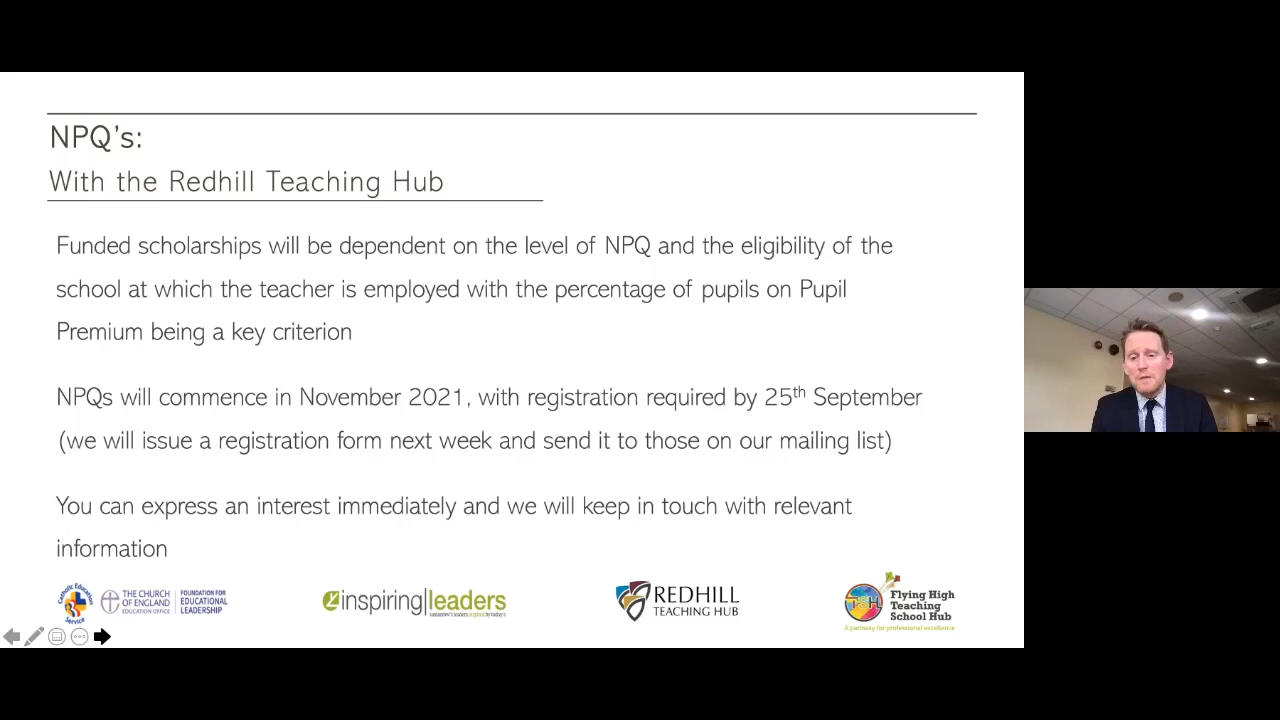 NPQ's:
With the Redhill Teaching Hub
Funded scholarships will be dependent on the level of NPQ and the eligibility of the
school at which the teacher is employed with the percentage of pupils on Pupil
Premium being a key criterion
NPQs will commence in November 2021, with registration required by 25th September
(we will issue a registration form next week and send it to those on our mailing list)
You can express an interest immediately and we will keep in touch with relevant
information
Catholic Education
Service
THE CHURCH
OF ENGLAND
EDUCATION OFFICE
FOUNDATION FOR
EDUCATIONAL
LEADERSHIP
inspiring|leaders
REDHILL
TEACHING HUB
Flying High
Teaching
School Hub
A pathway for professional excellence